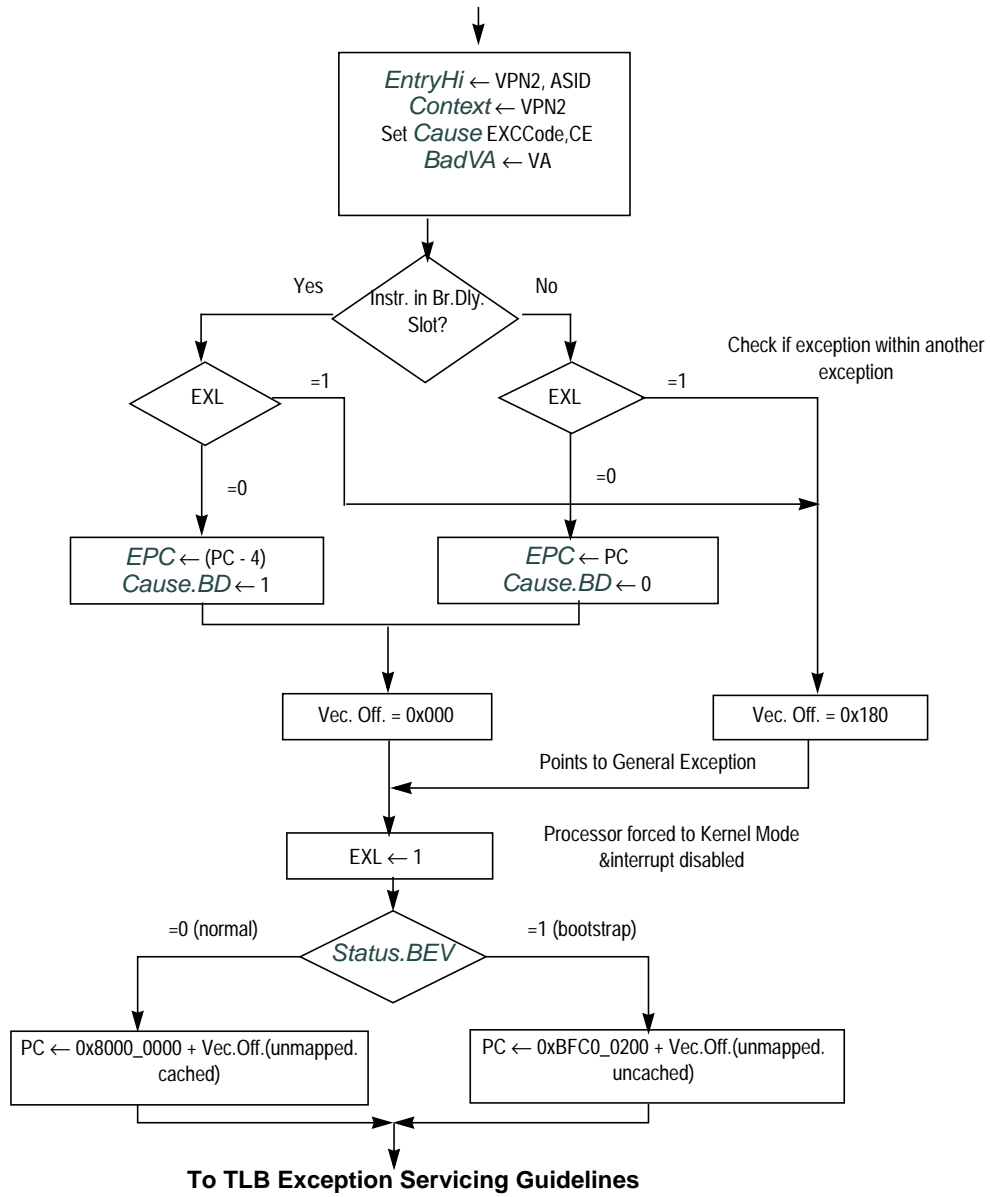 EntryHi ← VPN2, ASID
Context ← VPN2
Set Cause EXCCode,CE
BadVA ← VA
Yes
Instr. in Br.Dly.
Slot?
No
Check if exception within another
exception
EXL
=1
EXL
=1
=0
=0
EPC ← (PC - 4)
Cause.BD ← 1
EPC ← PC
Cause.BD ← 0
Vec. Off. = 0x000
Vec. Off. = 0x180
Points to General Exception
EXL ← 1
Processor forced to Kernel Mode
&interrupt disabled
=0 (normal)
Status.BEV
=1 (bootstrap)
PC ← 0x8000_0000 + Vec.Off.(unmapped.
cached)
PC ← 0xBFC0_0200 + Vec.Off.(unmapped.
uncached)
To TLB Exception Servicing Guidelines